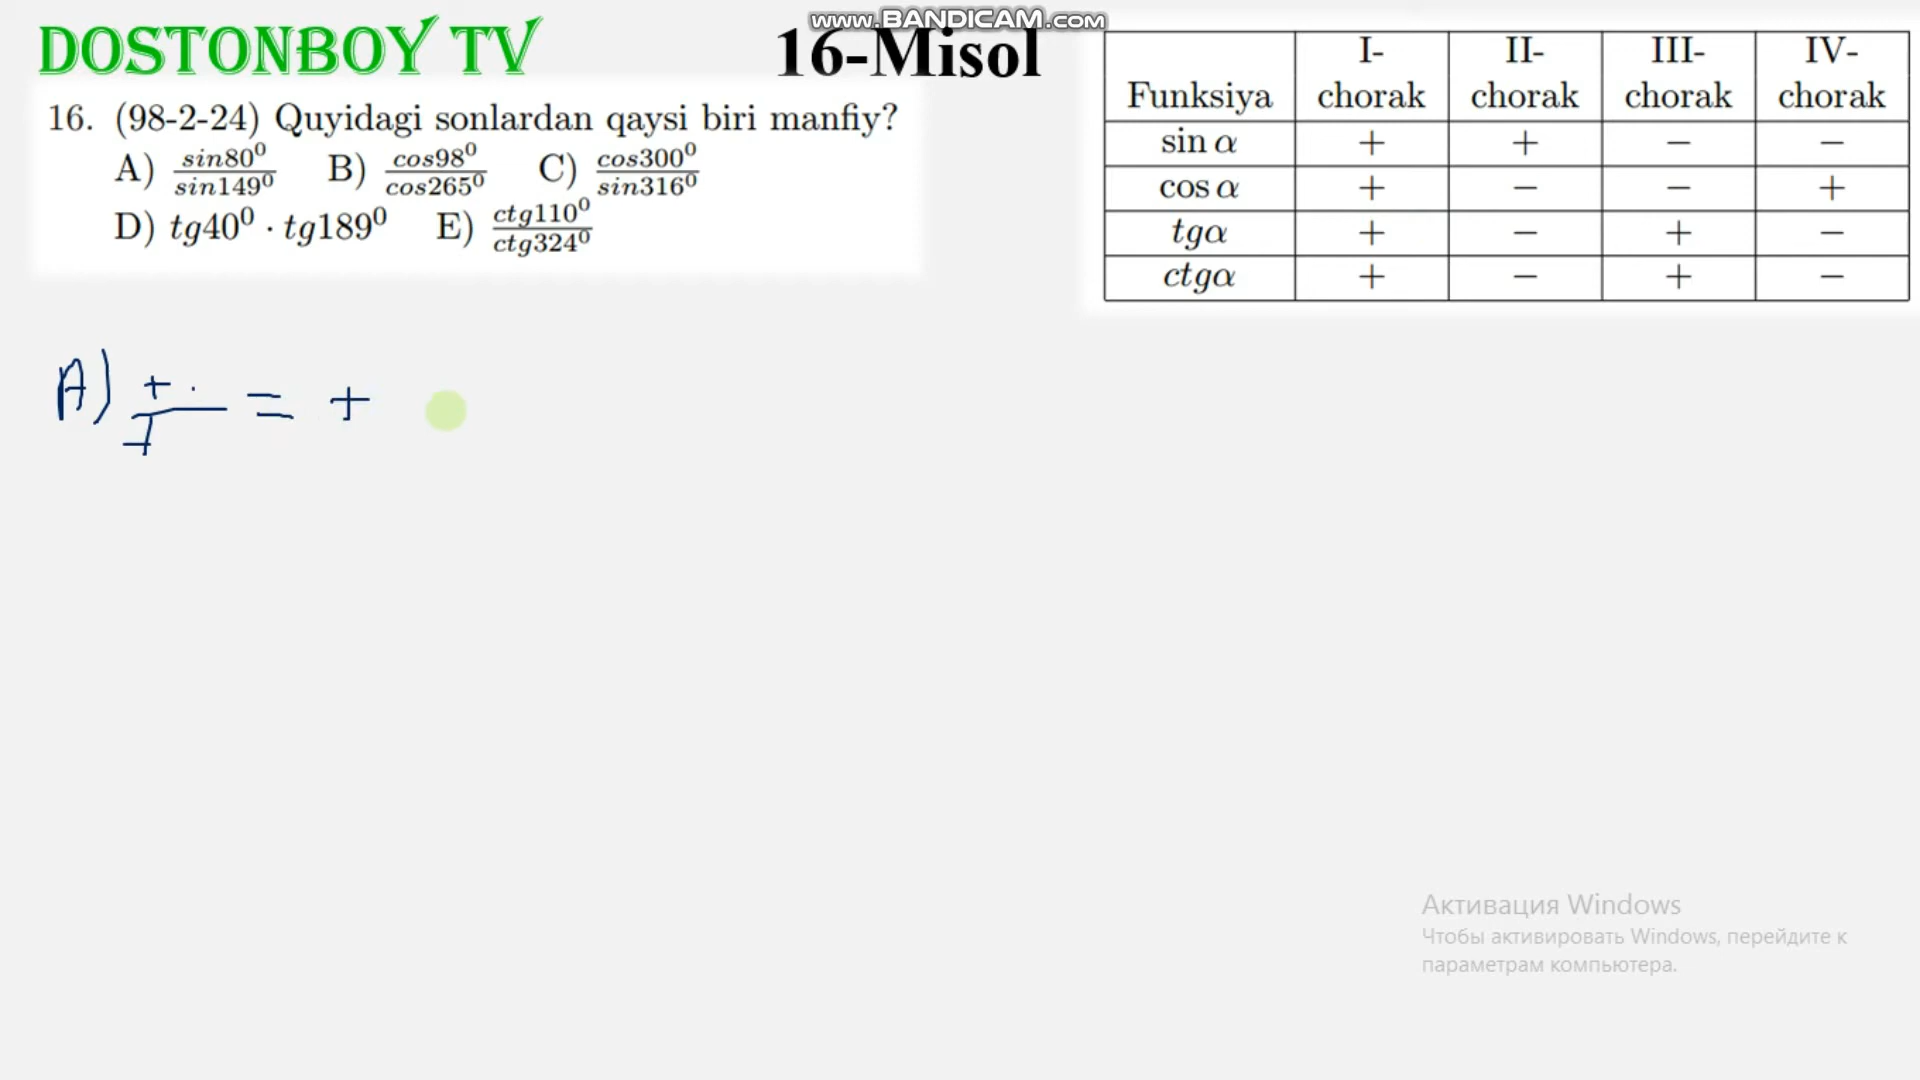 www.BANDICAM.com
DOSTONBOY TV
16-Misol
16. (98-2-24) Quyidagi sonlardan qaysi biri manfiy?
A) sin80⁰/sin149⁰ B) cos98⁰/cos265⁰ C) cos300⁰/sin316⁰
D) tg40⁰ · tg189⁰ E) ctg110⁰/ctg324⁰
Funksiya I-chorak II-chorak III-chorak IV-chorak
sin α + + − −
cos α + − − +
tgα + − + −
ctgα + − + −
A) +/+ = +
Активация Windows
Чтобы активировать Windows, перейдите к
параметрам компьютера.